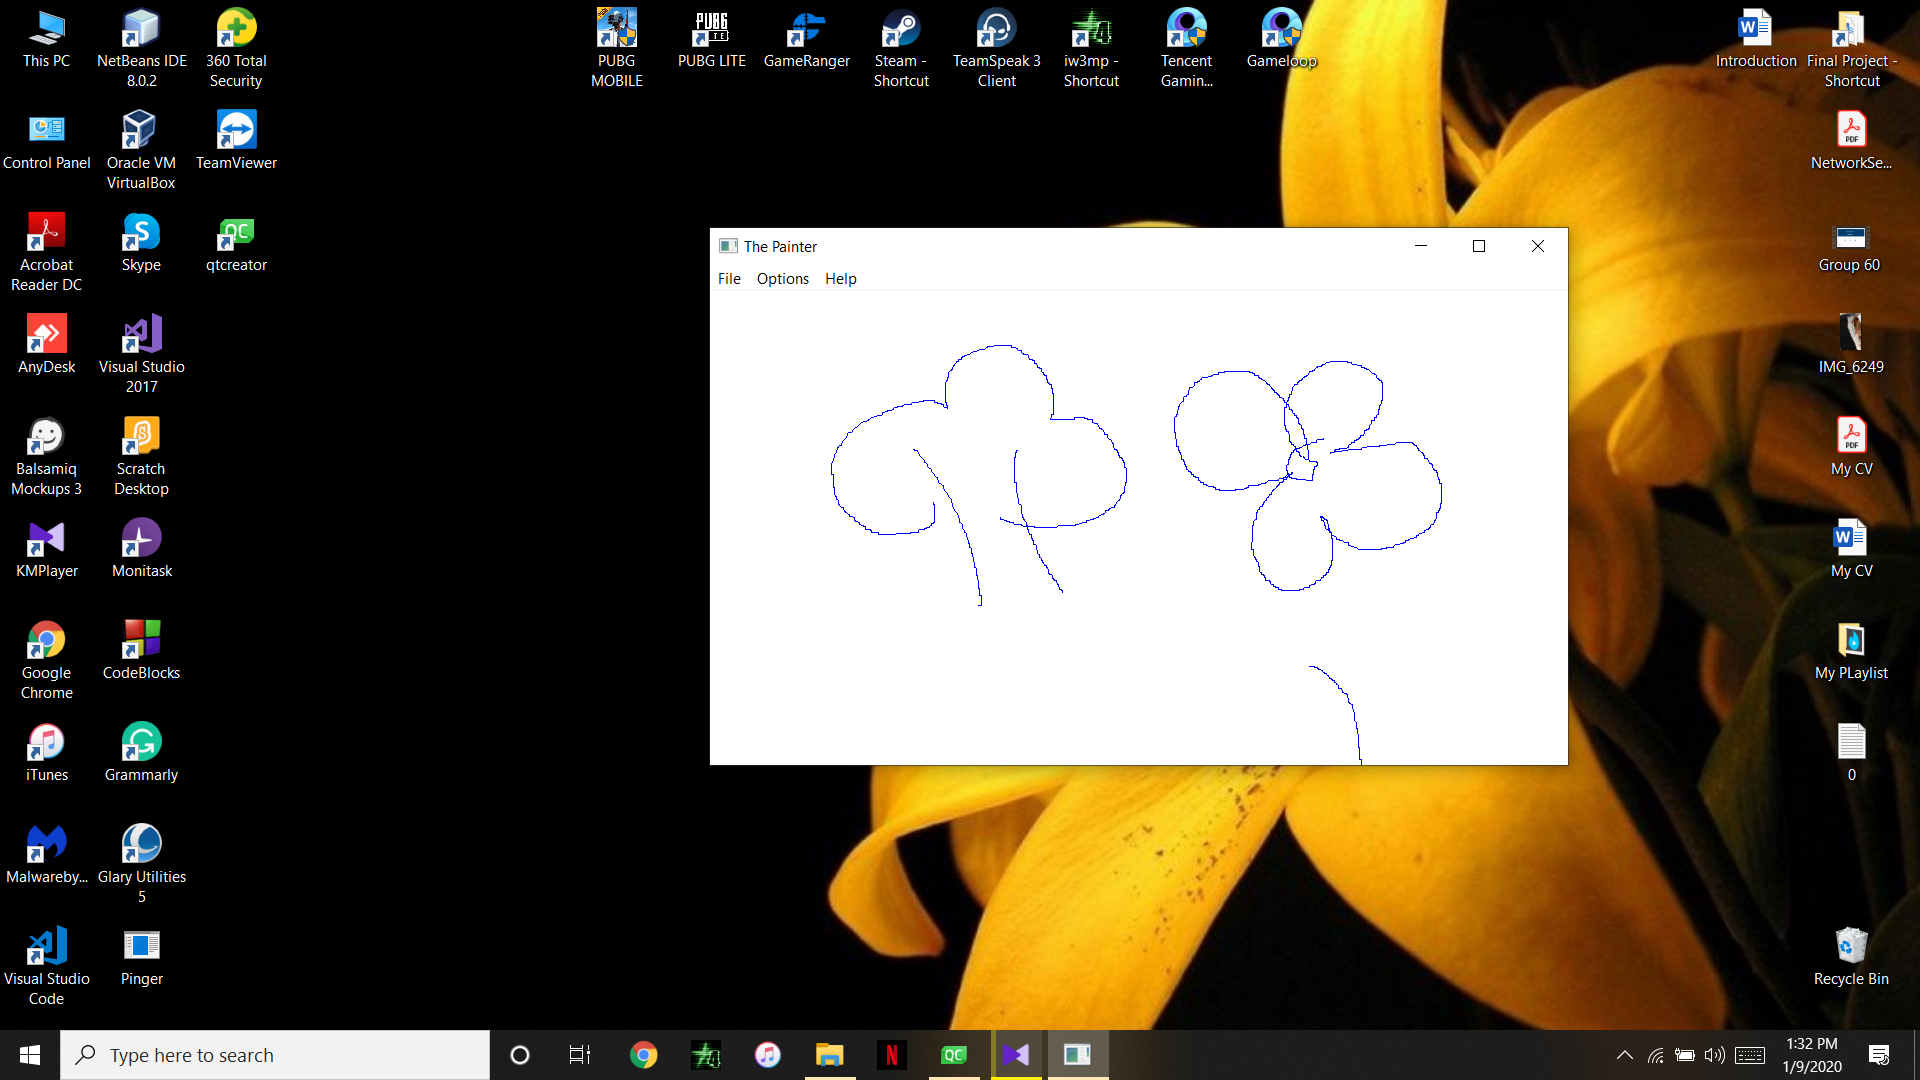 This PC
NetBeans IDE
8.0.2
360 Total
Security
PUBG
MOBILE
PUBG LITE
GameRanger
Steam -
Shortcut
TeamSpeak 3
Client
iw3mp -
Shortcut
Tencent
Gamin...
Gameloop
Introduction
Final Project -
Shortcut
Control Panel
Oracle VM
VirtualBox
TeamViewer
NetworkSe...
Acrobat
Reader DC
Skype
qtcreator
Group 60
The Painter
File Options Help
AnyDesk
Visual Studio
2017
IMG_6249
Balsamiq
Mockups 3
Scratch
Desktop
My CV
KMPlayer
Monitask
My CV
Google
Chrome
CodeBlocks
My PLaylist
iTunes
Grammarly
0
Malwareby...
Glary Utilities
5
Visual Studio
Code
Pinger
Recycle Bin
Type here to search
1:32 PM
1/9/2020